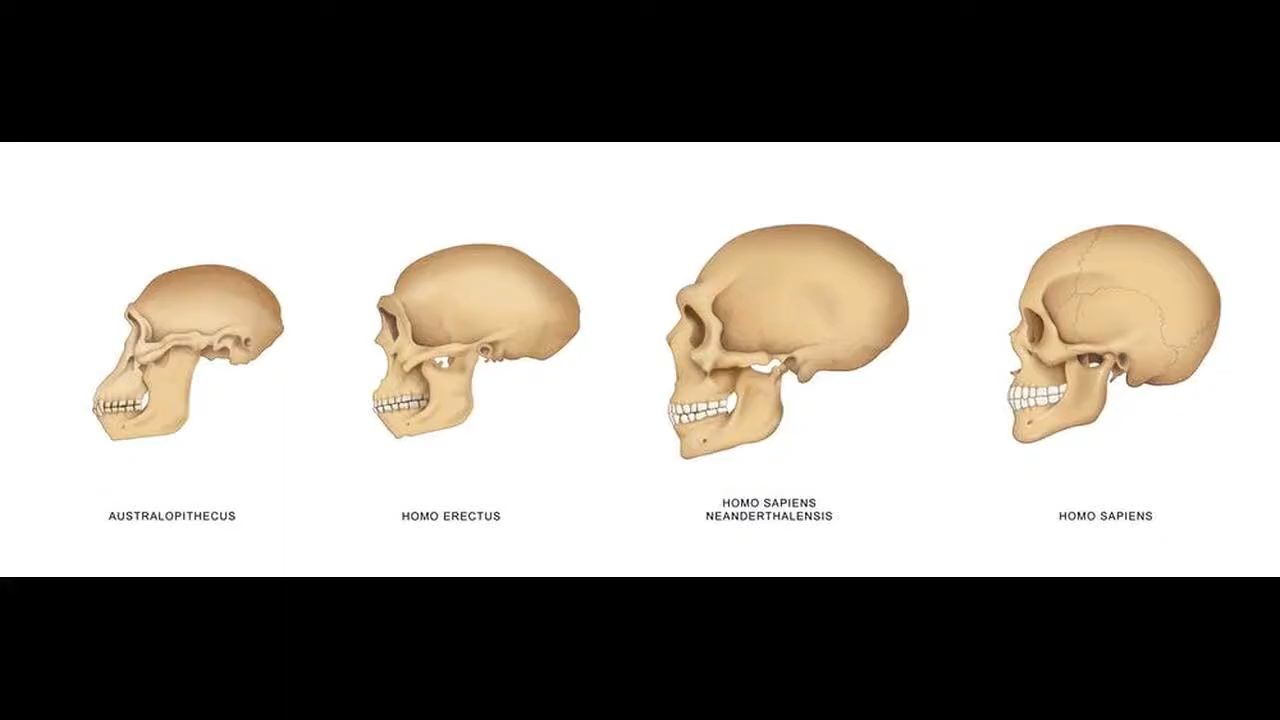 AUSTRALOPITHECUS
HOMO ERECTUS
HOMO SAPIENS
NEANDERTHALENSIS
HOMO SAPIENS